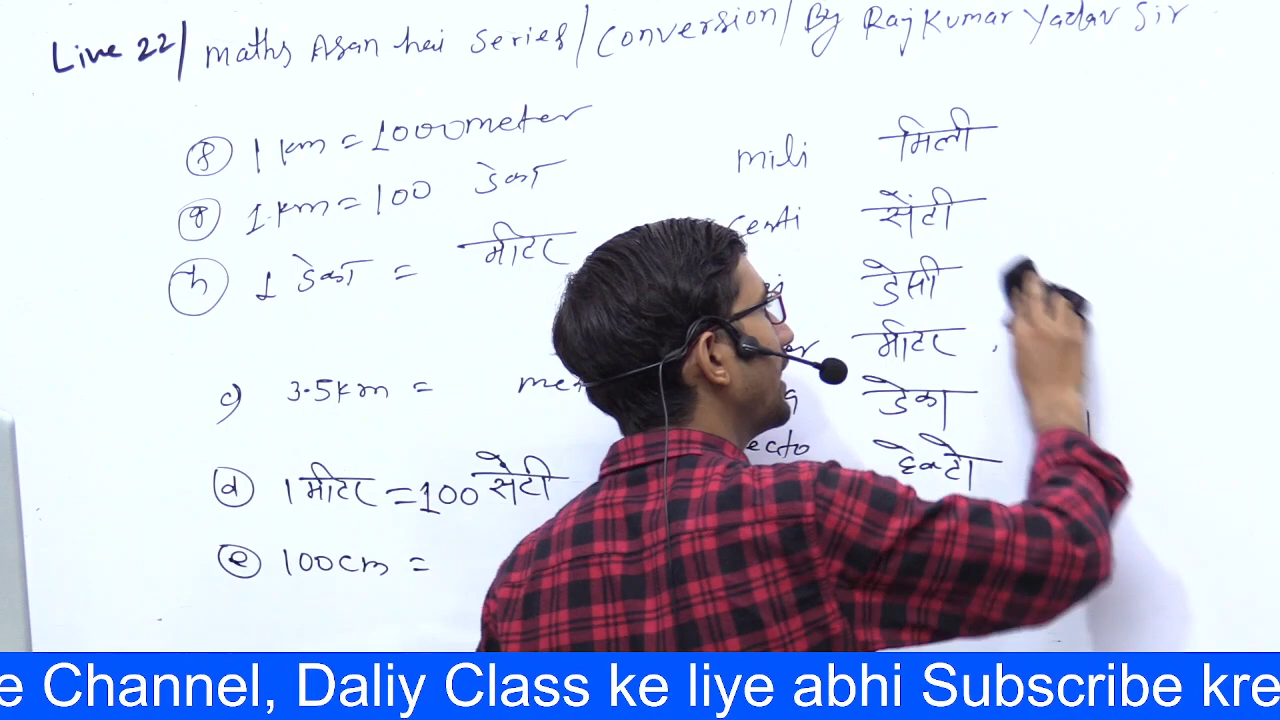 Live 22/ maths Asan hai series/ Conversion/ By Raj Kumar Yadav Sir
(f) 1 km = 1000 meter
(g) 1 km = 100 डेका
(h) 1 डेका = मीटर
c) 3.5 km =
(d) 1 मीटर = 100 सेंटी
(e) 100 cm =
mili मिली
centi सेंटी
डेसी
मीटर
डेका
हेक्टो
e Channel, Daliy Class ke liye abhi Subscribe kre